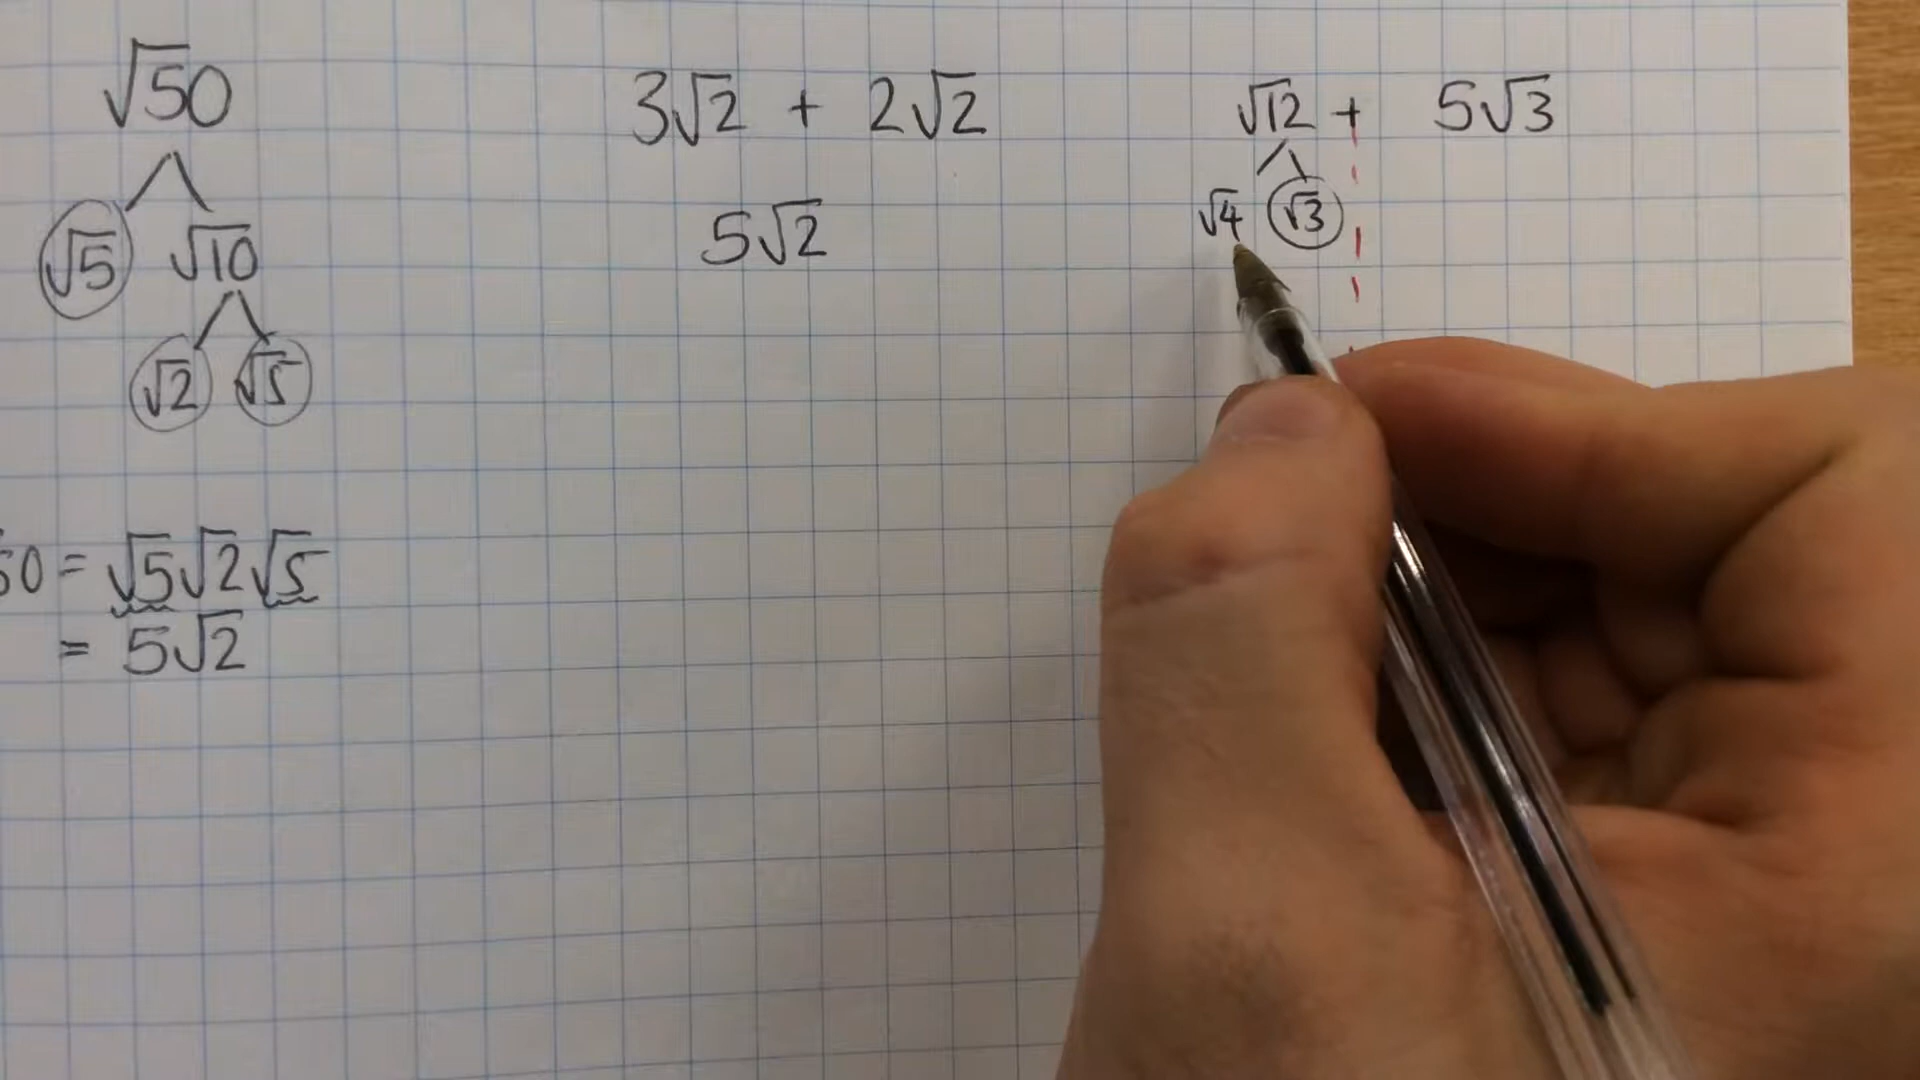 √50
√5 √10
√2 √5
50 = √5√2√5
= 5√2
3√2 + 2√2
5√2
√12 + 5√3
√4 √3